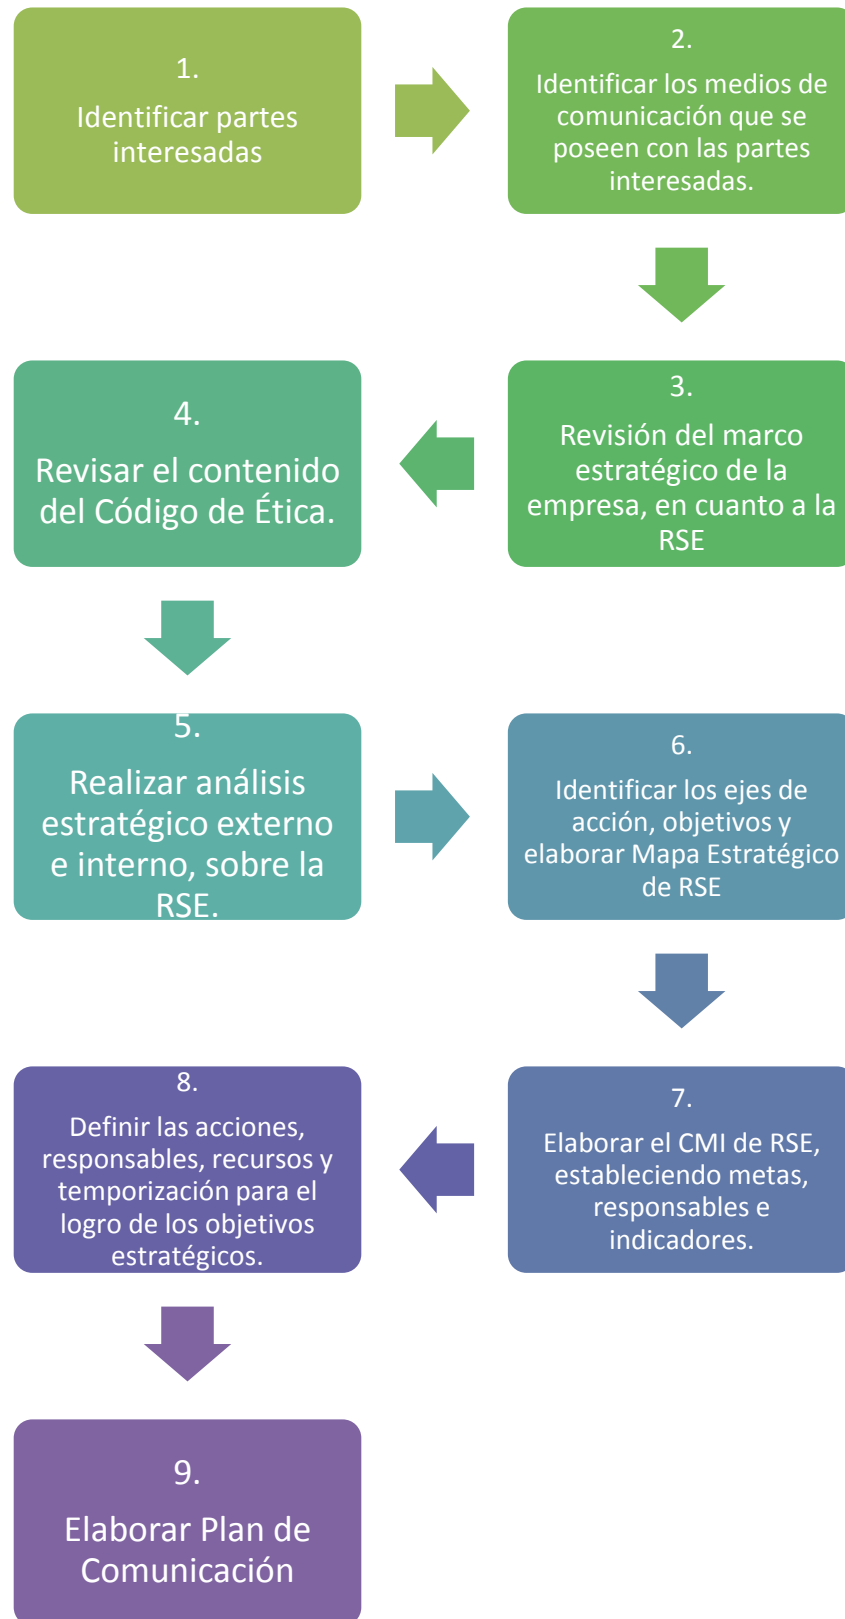 1.
Identificar partes
interesadas
2.
Identificar los medios de
comunicación que se
poseen con las partes
interesadas.
3.
Revisión del marco
estratégico de la
empresa, en cuanto a la
RSE
4.
Revisar el contenido
del Código de Ética.
5.
Realizar análisis
estratégico externo
e interno, sobre la
RSE.
6.
Identificar los ejes de
acción, objetivos y
elaborar Mapa Estratégico
de RSE
7.
Elaborar el CMI de RSE,
estableciendo metas,
responsables e
indicadores.
8.
Definir las acciones,
responsables, recursos y
temporización para el
logro de los objetivos
estratégicos.
9.
Elaborar Plan de
Comunicación